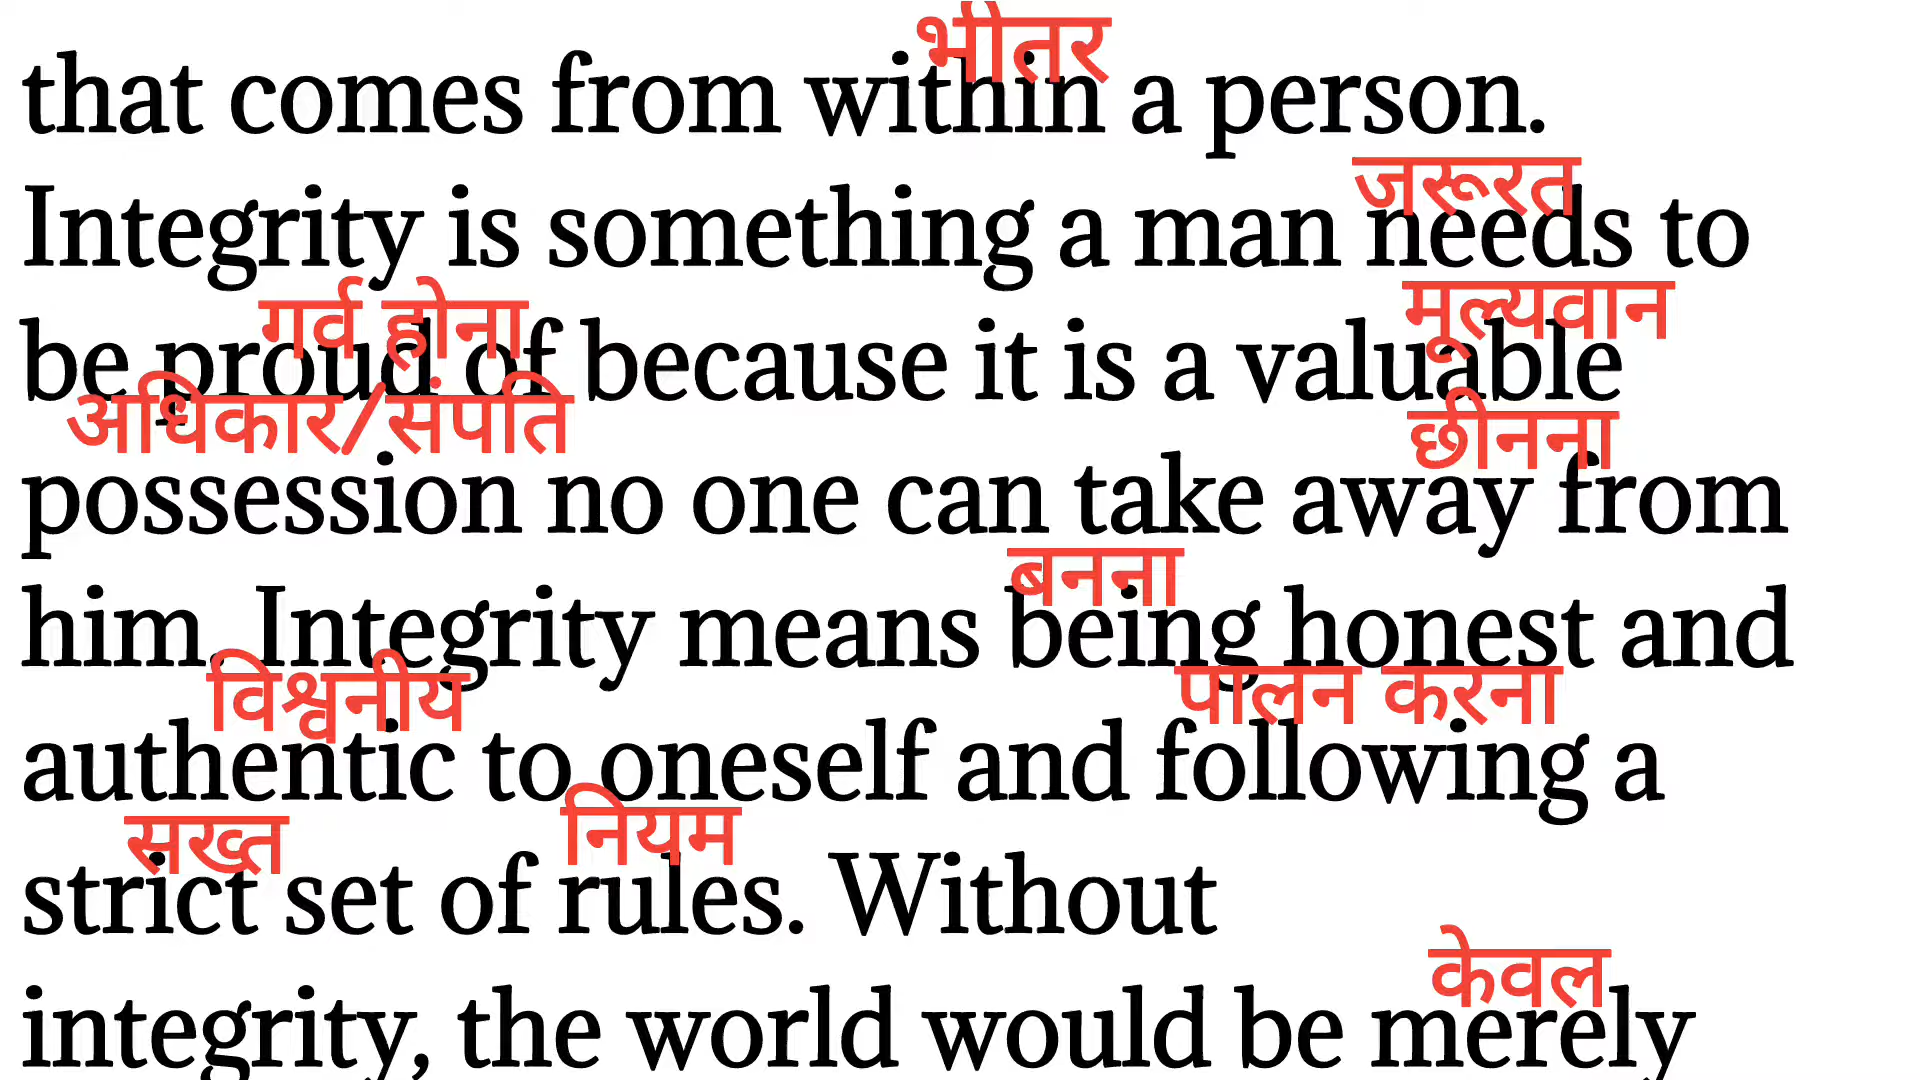 भीतर
that comes from within a person.
जरूरत
Integrity is something a man needs to
गर्व होना मूल्यवान
be proud of because it is a valuable
अधिकार/संपति छीनना
possession no one can take away from
बनना
him. Integrity means being honest and
विश्वनीय पालन करना
authentic to oneself and following a
सख्त नियम
strict set of rules. Without
केवल
integrity, the world would be merely